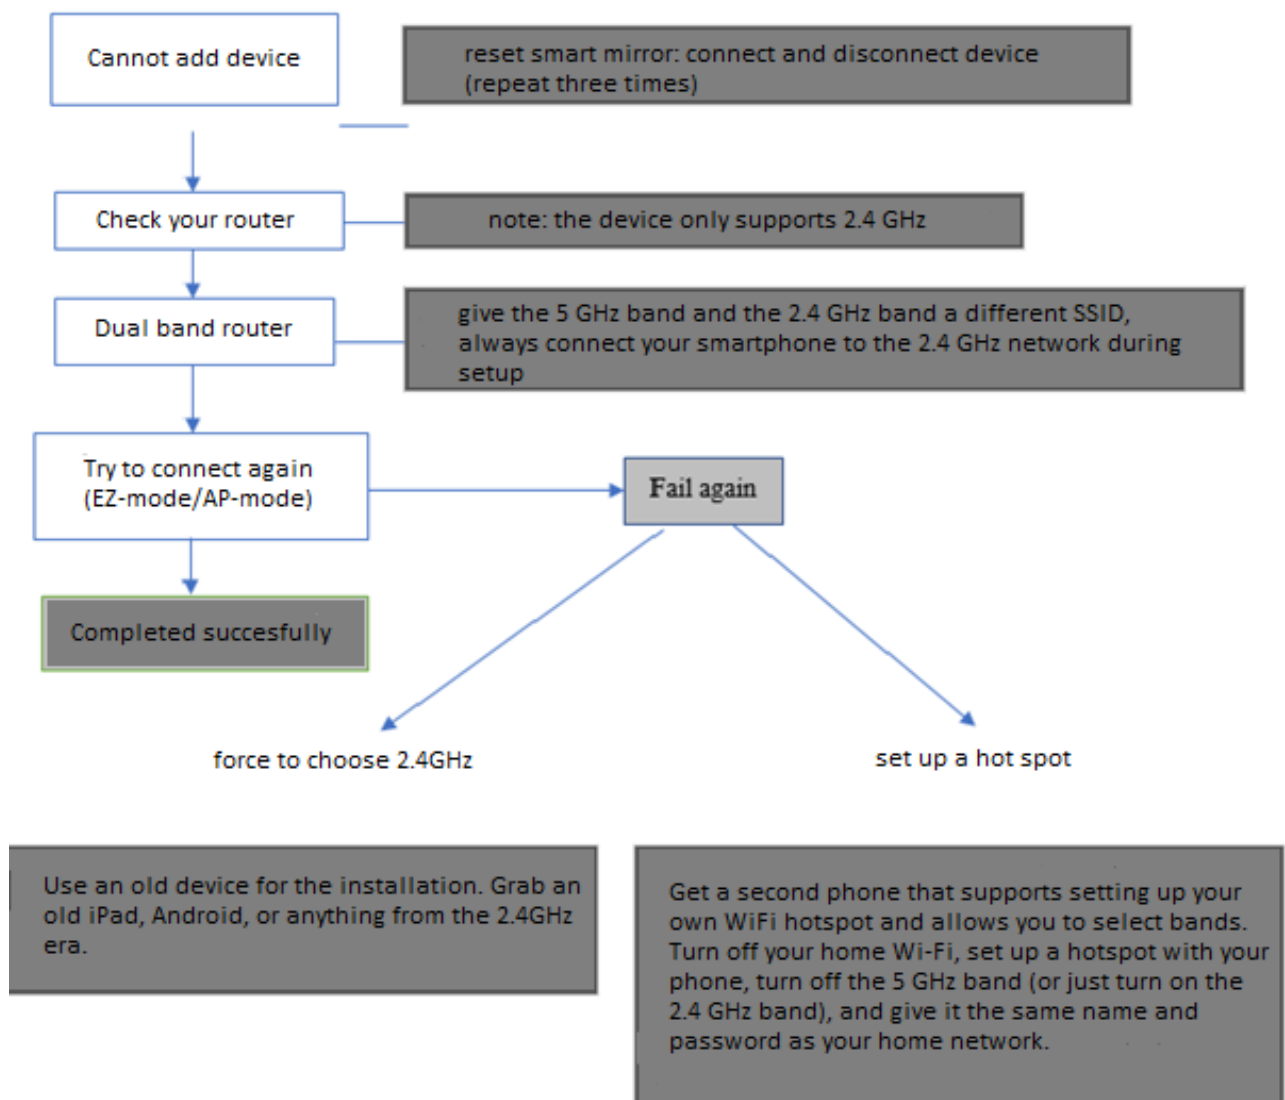 Cannot add device
reset smart mirror: connect and disconnect device
(repeat three times)
Check your router
note: the device only supports 2.4 GHz
Dual band router
give the 5 GHz band and the 2.4 GHz band a different SSID,
always connect your smartphone to the 2.4 GHz network during
setup
Try to connect again
(EZ-mode/AP-mode)
Fail again
Completed succesfully
force to choose 2.4GHz
set up a hot spot
Use an old device for the installation. Grab an
old iPad, Android, or anything from the 2.4GHz
era.
Get a second phone that supports setting up your
own WiFi hotspot and allows you to select bands.
Turn off your home Wi-Fi, set up a hotspot with your
phone, turn off the 5 GHz band (or just turn on the
2.4 GHz band), and give it the same name and
password as your home network.